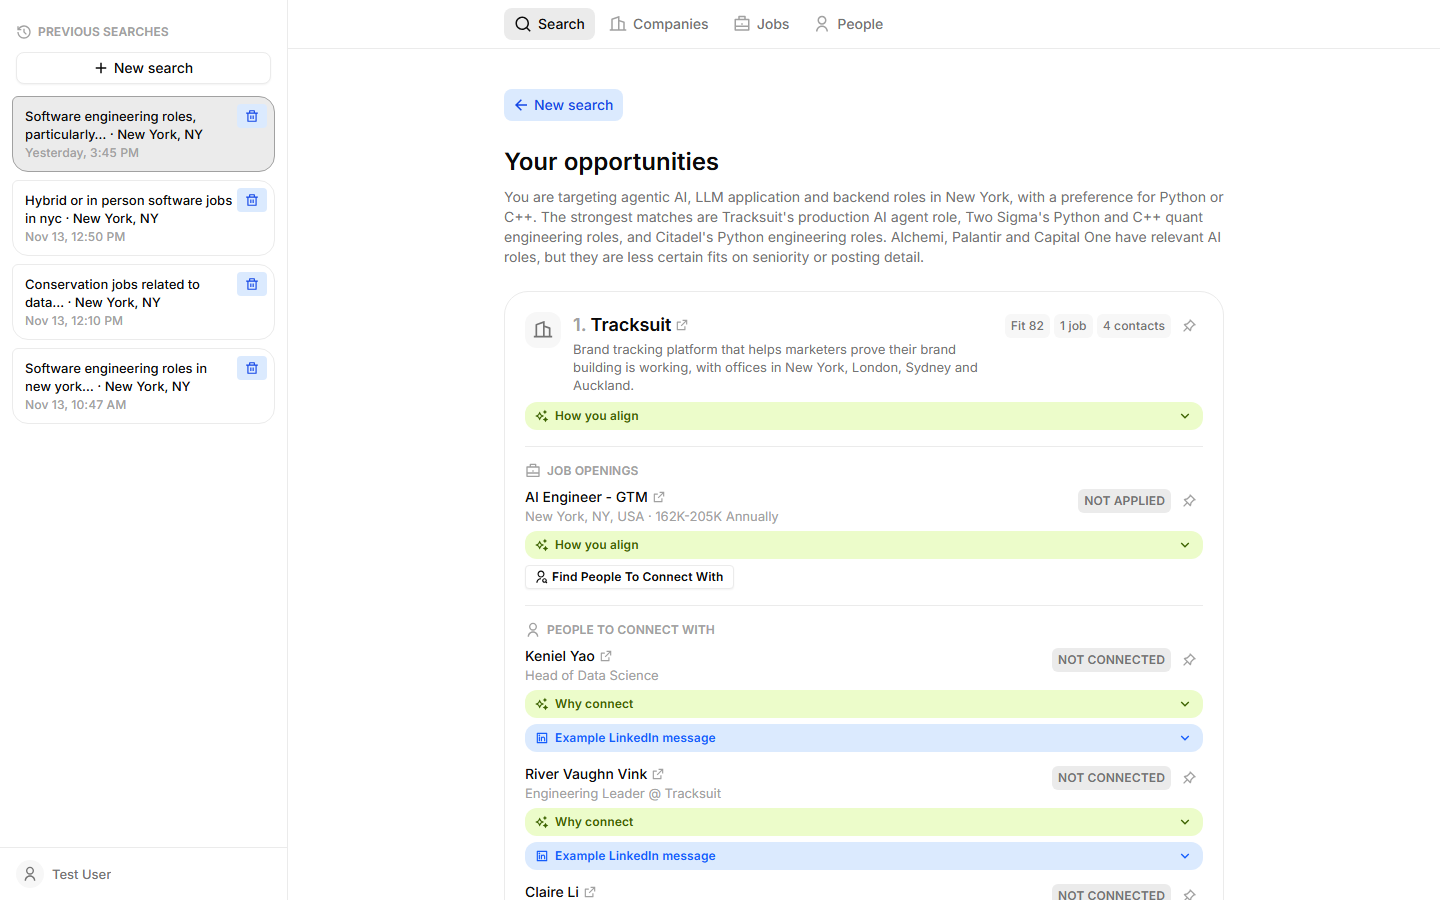 PREVIOUS SEARCHES
New search
Software engineering roles,
particularly... · New York, NY
Yesterday, 3:45 PM
Hybrid or in person software jobs
in nyc · New York, NY
Nov 13, 12:50 PM
Conservation jobs related to
data... · New York, NY
Nov 13, 12:10 PM
Software engineering roles in
new york... · New York, NY
Nov 13, 10:47 AM
Test User
Search
Companies
Jobs
People
New search
Your opportunities
You are targeting agentic AI, LLM application and backend roles in New York, with a preference for Python or
C++. The strongest matches are Tracksuit's production AI agent role, Two Sigma's Python and C++ quant
engineering roles, and Citadel's Python engineering roles. Alchemi, Palantir and Capital One have relevant AI
roles, but they are less certain fits on seniority or posting detail.
1. Tracksuit
Fit 82
1 job
4 contacts
Brand tracking platform that helps marketers prove their brand
building is working, with offices in New York, London, Sydney and
Auckland.
How you align
JOB OPENINGS
AI Engineer - GTM
NOT APPLIED
New York, NY, USA · 162K-205K Annually
How you align
Find People To Connect With
PEOPLE TO CONNECT WITH
Keniel Yao
NOT CONNECTED
Head of Data Science
Why connect
Example LinkedIn message
River Vaughn Vink
NOT CONNECTED
Engineering Leader @ Tracksuit
Why connect
Example LinkedIn message
Claire Li
NOT CONNECTED